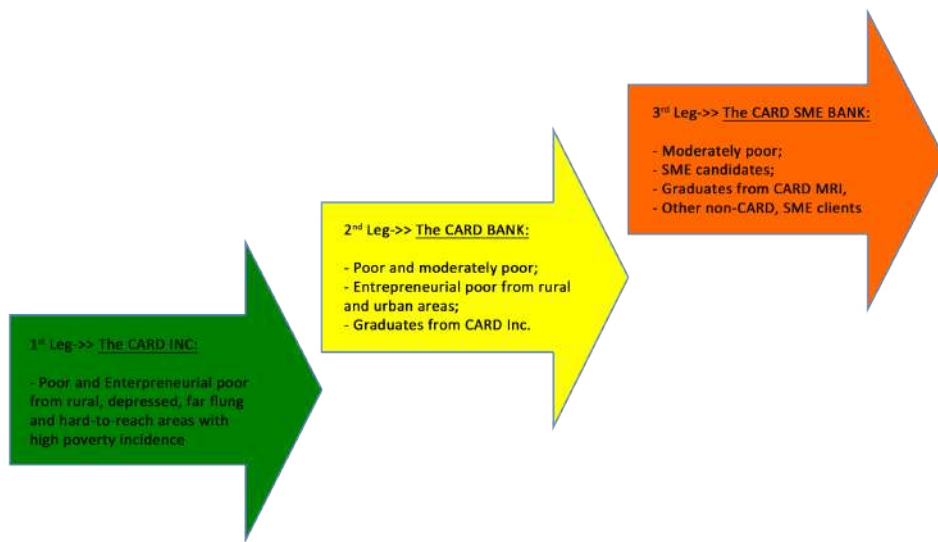 1st Leg->> The CARD INC:
- Poor and Enterpreneurial poor
from rural, depressed, far flung
and hard-to-reach areas with
high poverty incidence
2nd Leg->> The CARD BANK:
- Poor and moderately poor;
- Entrepreneurial poor from rural
and urban areas;
- Graduates from CARD Inc.
3rd Leg->> The CARD SME BANK:
- Moderately poor;
- SME candidates;
- Graduates from CARD MRI,
- Other non-CARD, SME clients